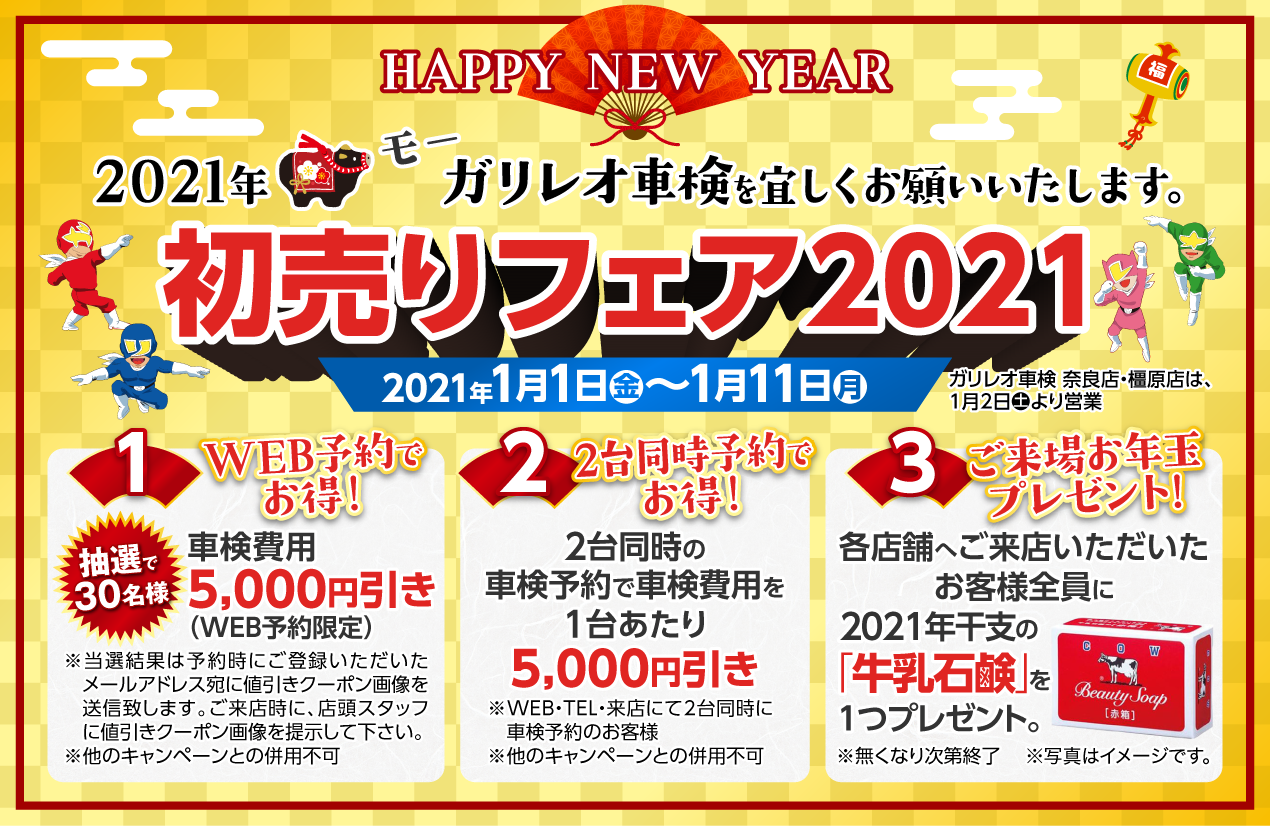 HAPPY NEW YEAR
福
2021年 モー ガリレオ車検を宜しくお願いいたします。
初売りフェア2021
2021年1月1日㊎〜1月11日㊊
ガリレオ車検 奈良店・橿原店は、
1月2日㊏より営業
1
WEB予約で
お得！
抽選で
30名様
車検費用
5,000円引き
（WEB予約限定）
※当選結果は予約時にご登録いただいた
メールアドレス宛に値引きクーポン画像を
送信致します。ご来店時に、店頭スタッフ
に値引きクーポン画像を提示して下さい。
※他のキャンペーンとの併用不可
2
2台同時予約で
お得！
2台同時の
車検予約で車検費用を
1台あたり
5,000円引き
※WEB・TEL・来店にて2台同時に
車検予約のお客様
※他のキャンペーンとの併用不可
3
ご来場お年玉
プレゼント！
各店舗へご来店いただいた
お客様全員に
2021年干支の
「牛乳石鹸」を
1つプレゼント。
COW
Beauty Soap
［赤箱］
※無くなり次第終了 ※写真はイメージです。